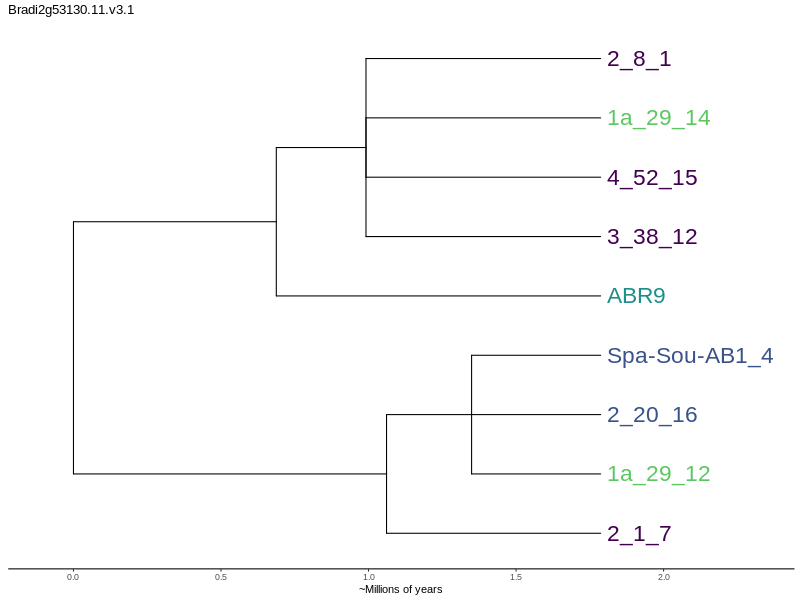 Bradi2g53130.11.v3.1
2_8_1
1a_29_14
4_52_15
3_38_12
ABR9
Spa-Sou-AB1_4
2_20_16
1a_29_12
2_1_7
0.0 0.5 1.0 1.5 2.0
~Millions of years